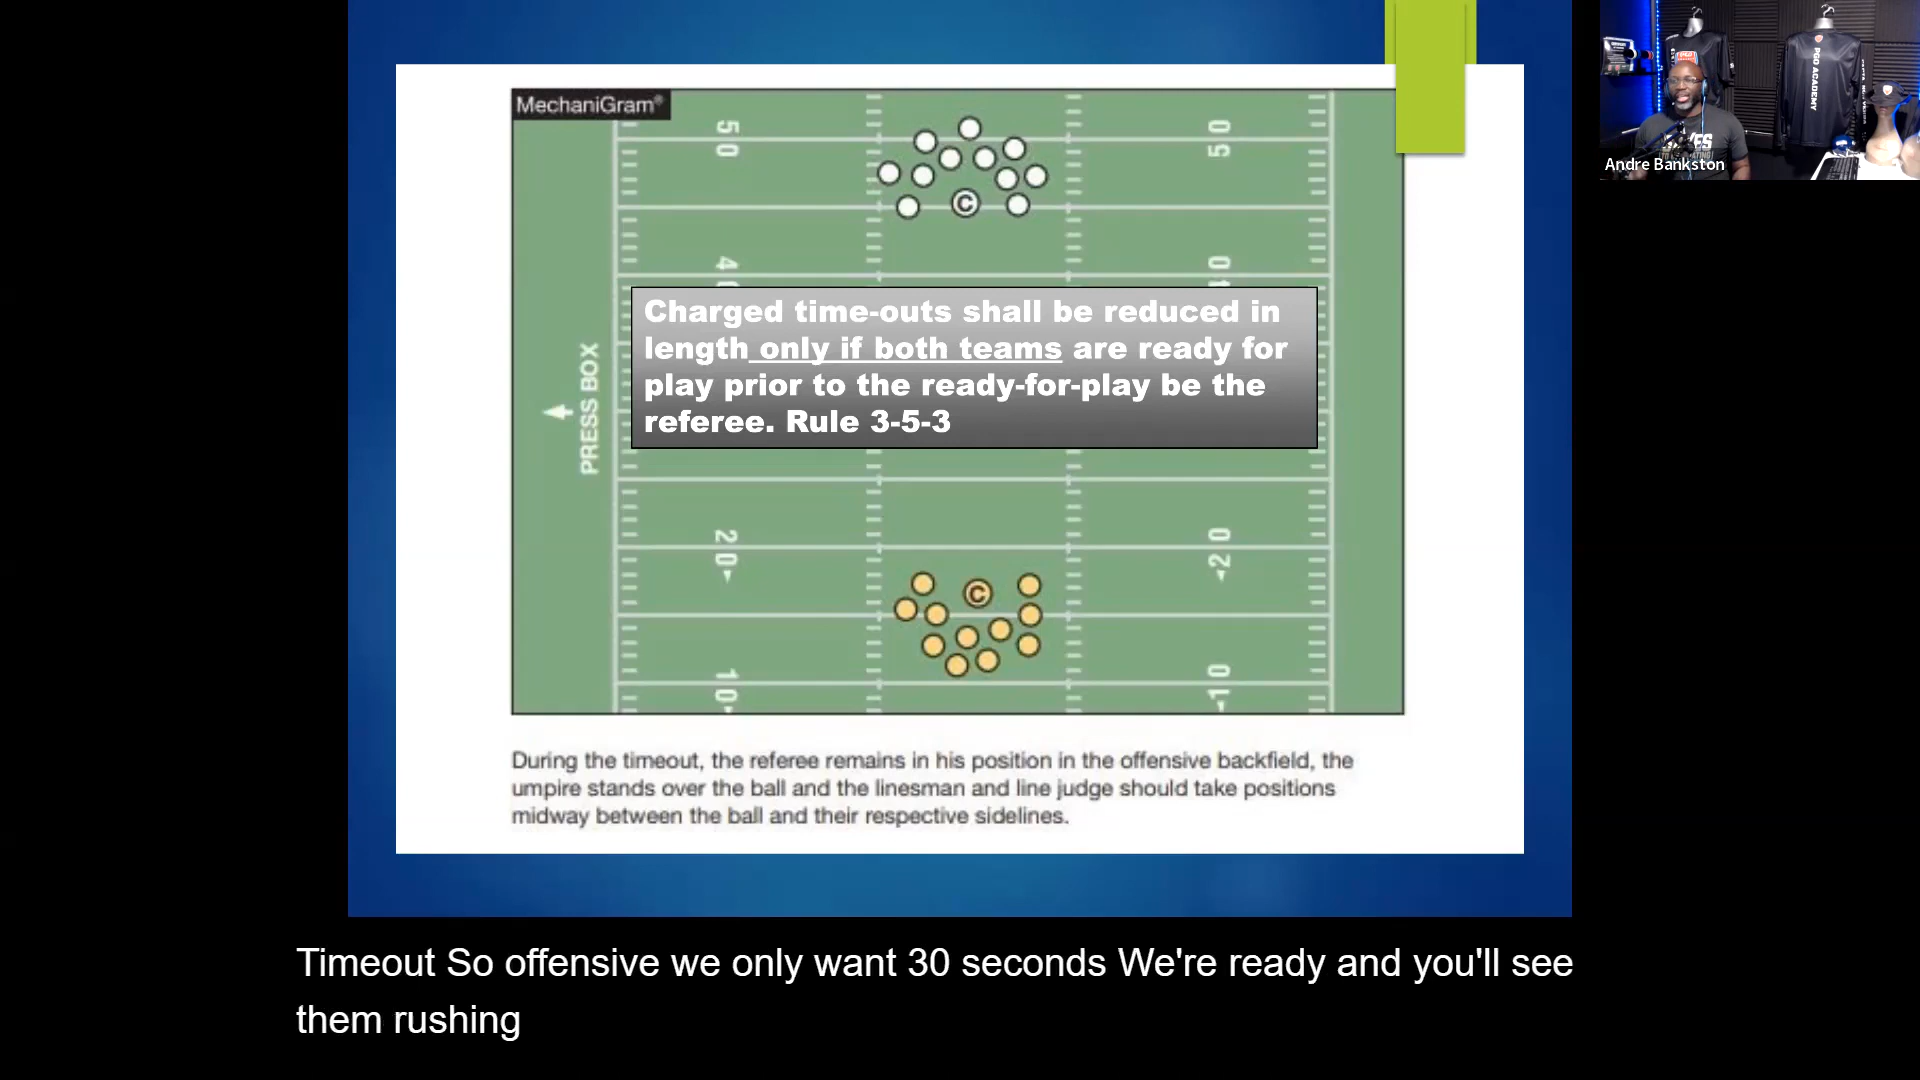 MechaniGram®
50
50
C
40
40
Charged time-outs shall be reduced in
length only if both teams are ready for
play prior to the ready-for-play be the
referee. Rule 3-5-3
PRESS BOX
20
20
C
10
10
During the timeout, the referee remains in his position in the offensive backfield, the
umpire stands over the ball and the linesman and line judge should take positions
midway between the ball and their respective sidelines.
PGO ACADEMY
Andre Bankston
Timeout So offensive we only want 30 seconds We're ready and you'll see
them rushing